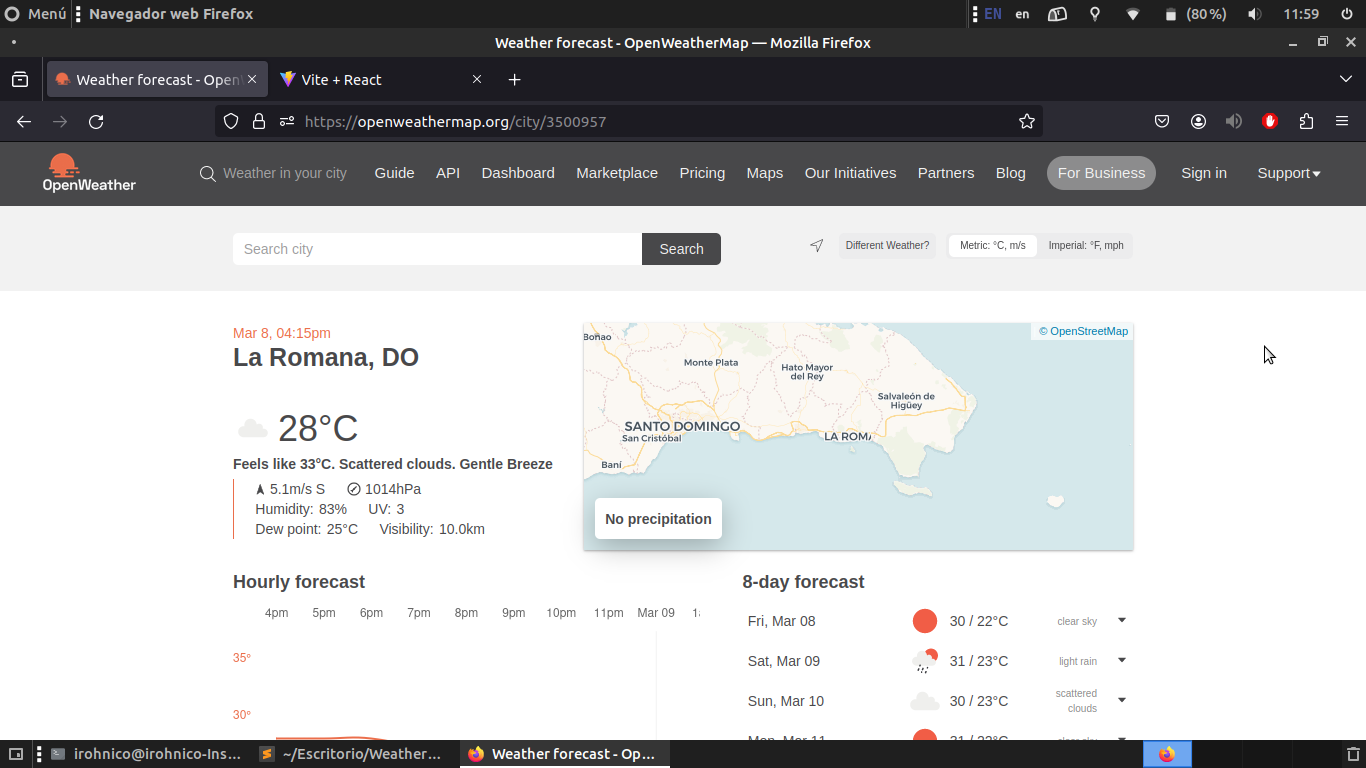 Menú Navegador web Firefox EN en (80%) 11:59
Weather forecast - OpenWeatherMap — Mozilla Firefox
Weather forecast - Open Vite + React
https://openweathermap.org/city/3500957
OpenWeather Weather in your city Guide API Dashboard Marketplace Pricing Maps Our Initiatives Partners Blog For Business Sign in Support
Search city Search Different Weather? Metric: °C, m/s Imperial: °F, mph
Mar 8, 04:15pm
La Romana, DO
28°C
Feels like 33°C. Scattered clouds. Gentle Breeze
5.1m/s S 1014hPa
Humidity: 83% UV: 3
Dew point: 25°C Visibility: 10.0km
© OpenStreetMap
Bonao
Monte Plata
Hato Mayor
del Rey
Salvaleón de
Higüey
SANTO DOMINGO
San Cristóbal
LA ROMA
Baní
No precipitation
Hourly forecast
4pm 5pm 6pm 7pm 8pm 9pm 10pm 11pm Mar 09
35°
30°
8-day forecast
Fri, Mar 08 30 / 22°C clear sky
Sat, Mar 09 31 / 23°C light rain
Sun, Mar 10 30 / 23°C scattered
clouds
Mon, Mar 11 31 / 22°C clear sky
irohnico@irohnico-Ins... ~/Escritorio/Weather... Weather forecast - Op...